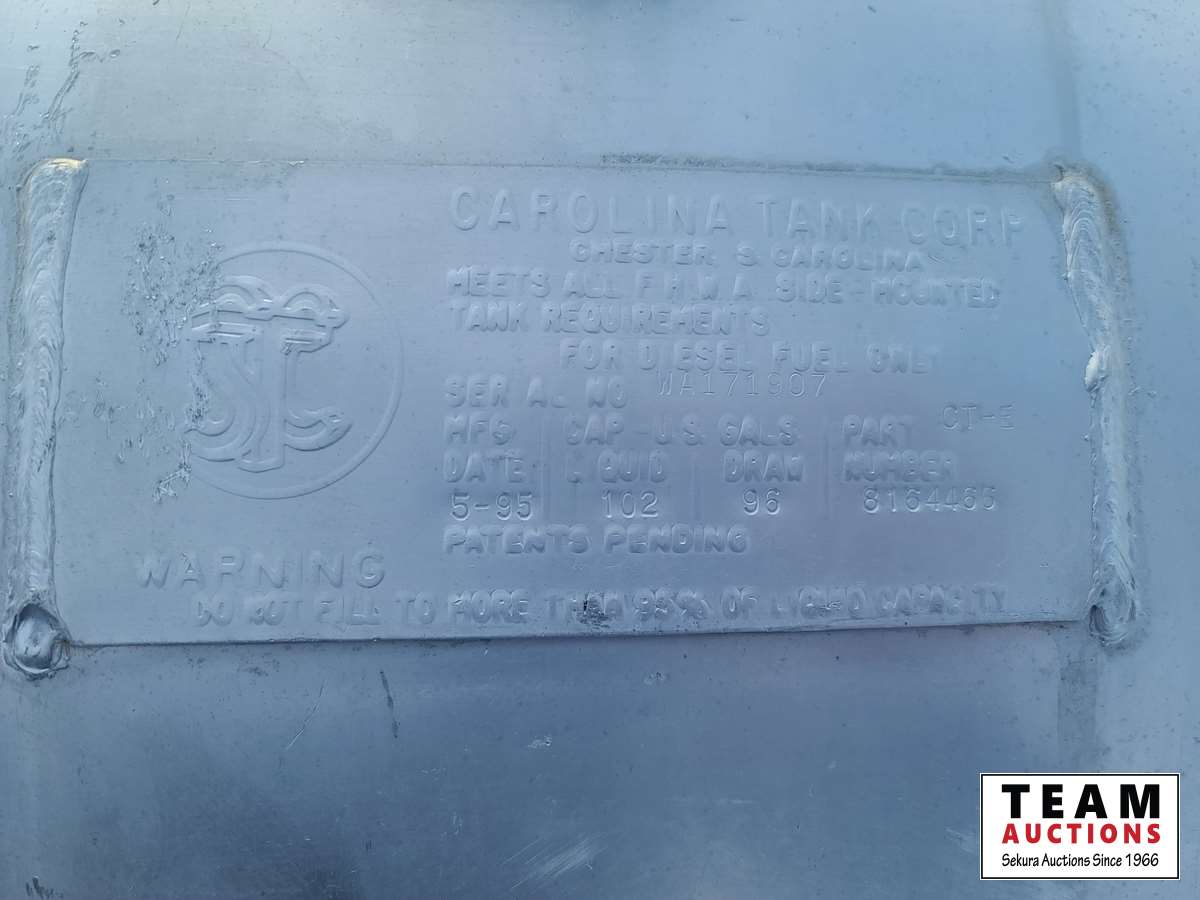 CAROLINA TANK CORP
CHESTER S. CAROLINA
MEETS ALL F.H.W.A. SIDE-MOUNTED
TANK REQUIREMENTS
FOR DIESEL FUEL ONLY
SERIAL NO WA171907
MFG. CAP.-U.S. GALS. PART CT-E
DATE LIQUID DRAW NUMBER
5-95 102 96
PATENTS PENDING
WARNING
DO NOT FILL TO MORE THAN 95% OF LIQUID CAPACITY
TEAM
AUCTIONS
Sekura Auctions Since 1966